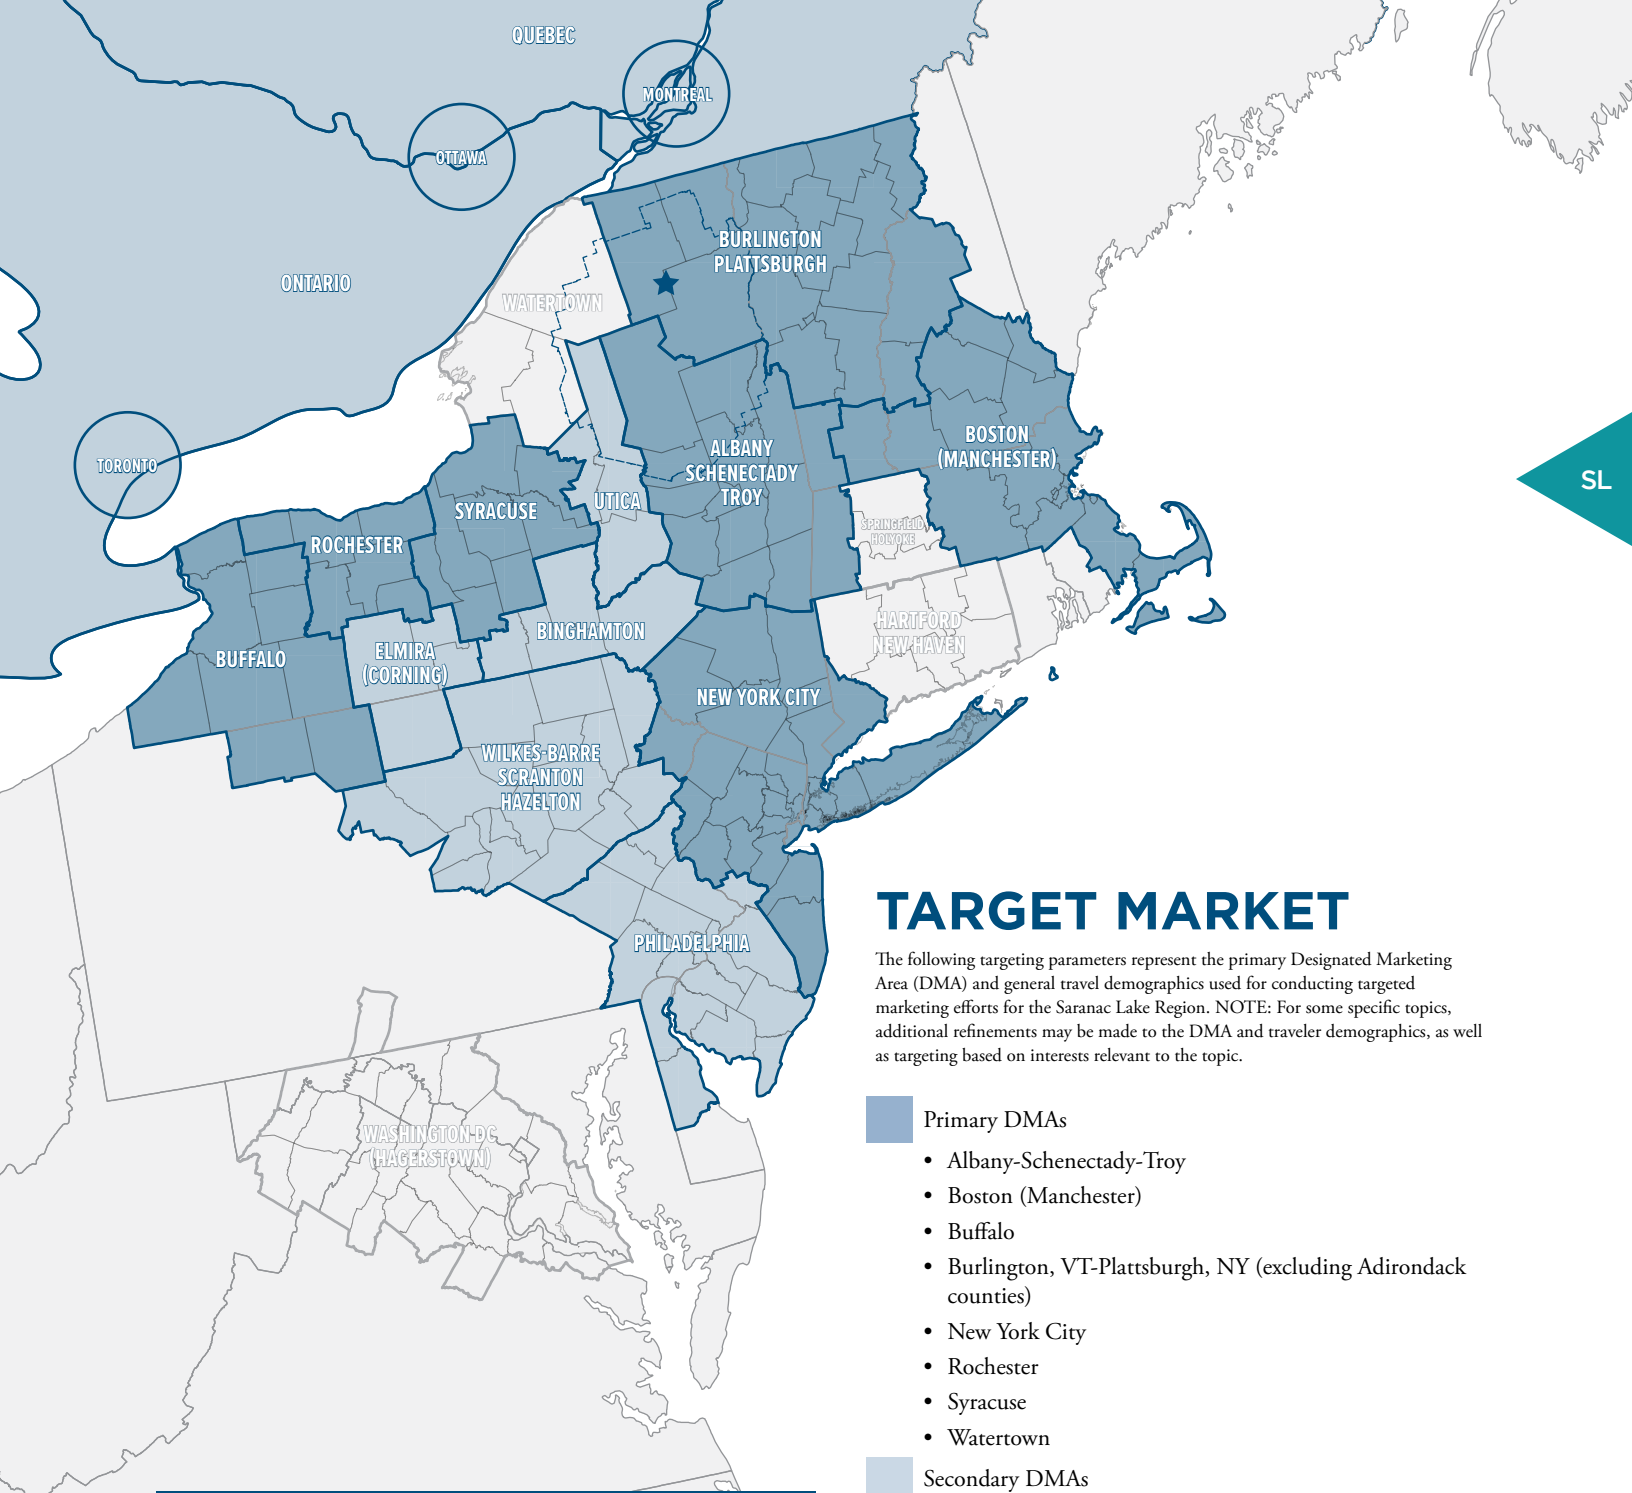 QUEBEC
MONTREAL
OTTAWA
BURLINGTON
PLATTSBURGH
ONTARIO
WATERTOWN
BOSTON
(MANCHESTER)
ALBANY
SCHENECTADY
TROY
TORONTO
SL
UTICA
SYRACUSE
SPRINGFIELD
HOLYOKE
ROCHESTER
HARTFORD
NEW HAVEN
BINGHAMTON
ELMIRA
(CORNING)
BUFFALO
NEW YORK CITY
WILKES-BARRE
SCRANTON
HAZELTON
PHILADELPHIA
WASHINGTON DC
(HAGERSTOWN)
TARGET MARKET
The following targeting parameters represent the primary Designated Marketing
Area (DMA) and general travel demographics used for conducting targeted
marketing efforts for the Saranac Lake Region. NOTE: For some specific topics,
additional refinements may be made to the DMA and traveler demographics, as well
as targeting based on interests relevant to the topic.
Primary DMAs
• Albany-Schenectady-Troy
• Boston (Manchester)
• Buffalo
• Burlington, VT-Plattsburgh, NY (excluding Adirondack
counties)
• New York City
• Rochester
• Syracuse
• Watertown
Secondary DMAs